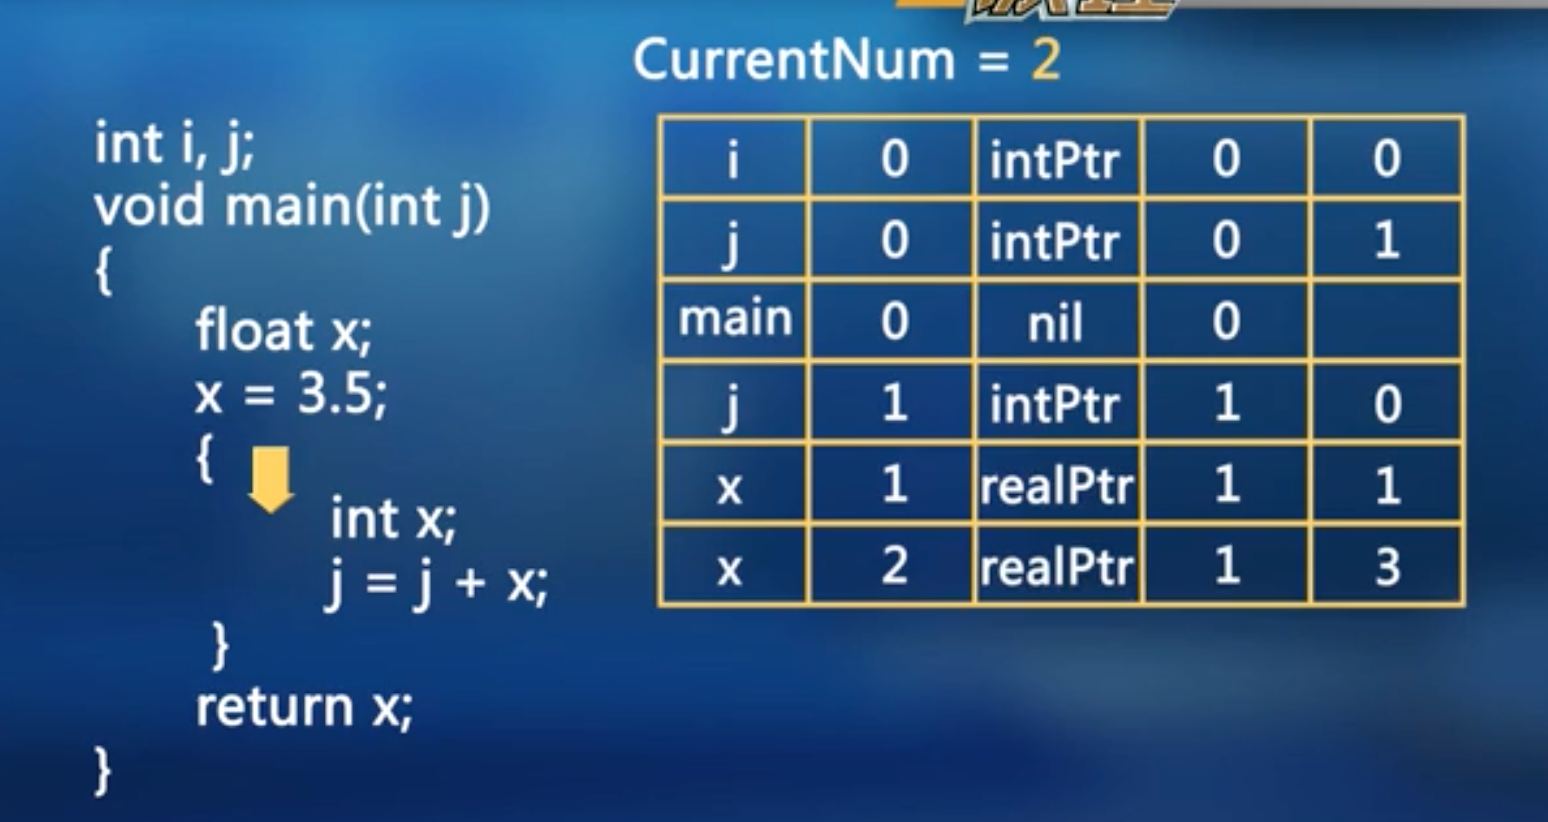 CurrentNum = 2
int i, j;
void main(int j)
{
float x;
x = 3.5;
{
int x;
j = j + x;
}
return x;
}
i 0 intPtr 0 0
j 0 intPtr 0 1
main 0 nil 0
j 1 intPtr 1 0
x 1 realPtr 1 1
x 2 realPtr 1 3